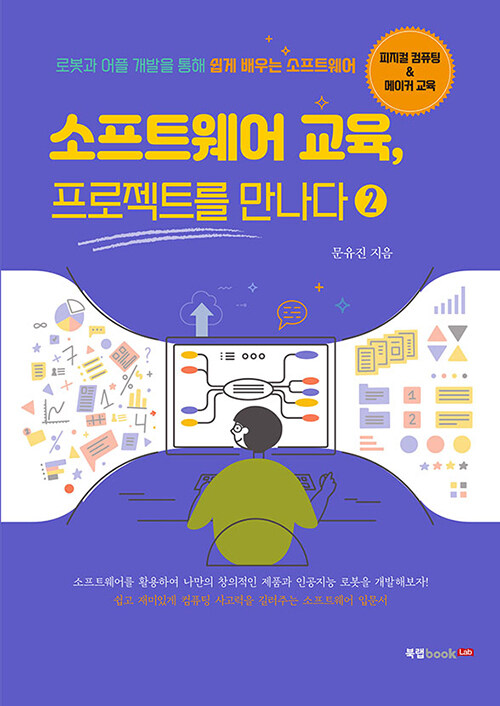 로봇과 어플 개발을 통해 쉽게 배우는 소프트웨어
피지컬 컴퓨팅
&
메이커 교육
소프트웨어 교육,
프로젝트를 만나다 2
문유진 지음
7
?
1
2
4
1
2
소프트웨어를 활용하여 나만의 창의적인 제품과 인공지능 로봇을 개발해보자!
쉽고 재미있게 컴퓨팅 사고력을 길러주는 소프트웨어 입문서
북랩book Lab